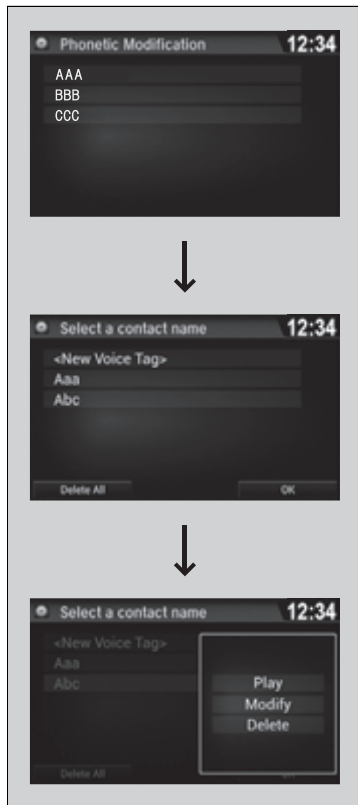 Phonetic Modification 12:34
AAA
BBB
CCC
Select a contact name 12:34
<New Voice Tag>
Aaa
Abc
Delete All OK
Select a contact name 12:34
<New Voice Tag>
Aaa
Abc
Play
Modify
Delete
Delete All